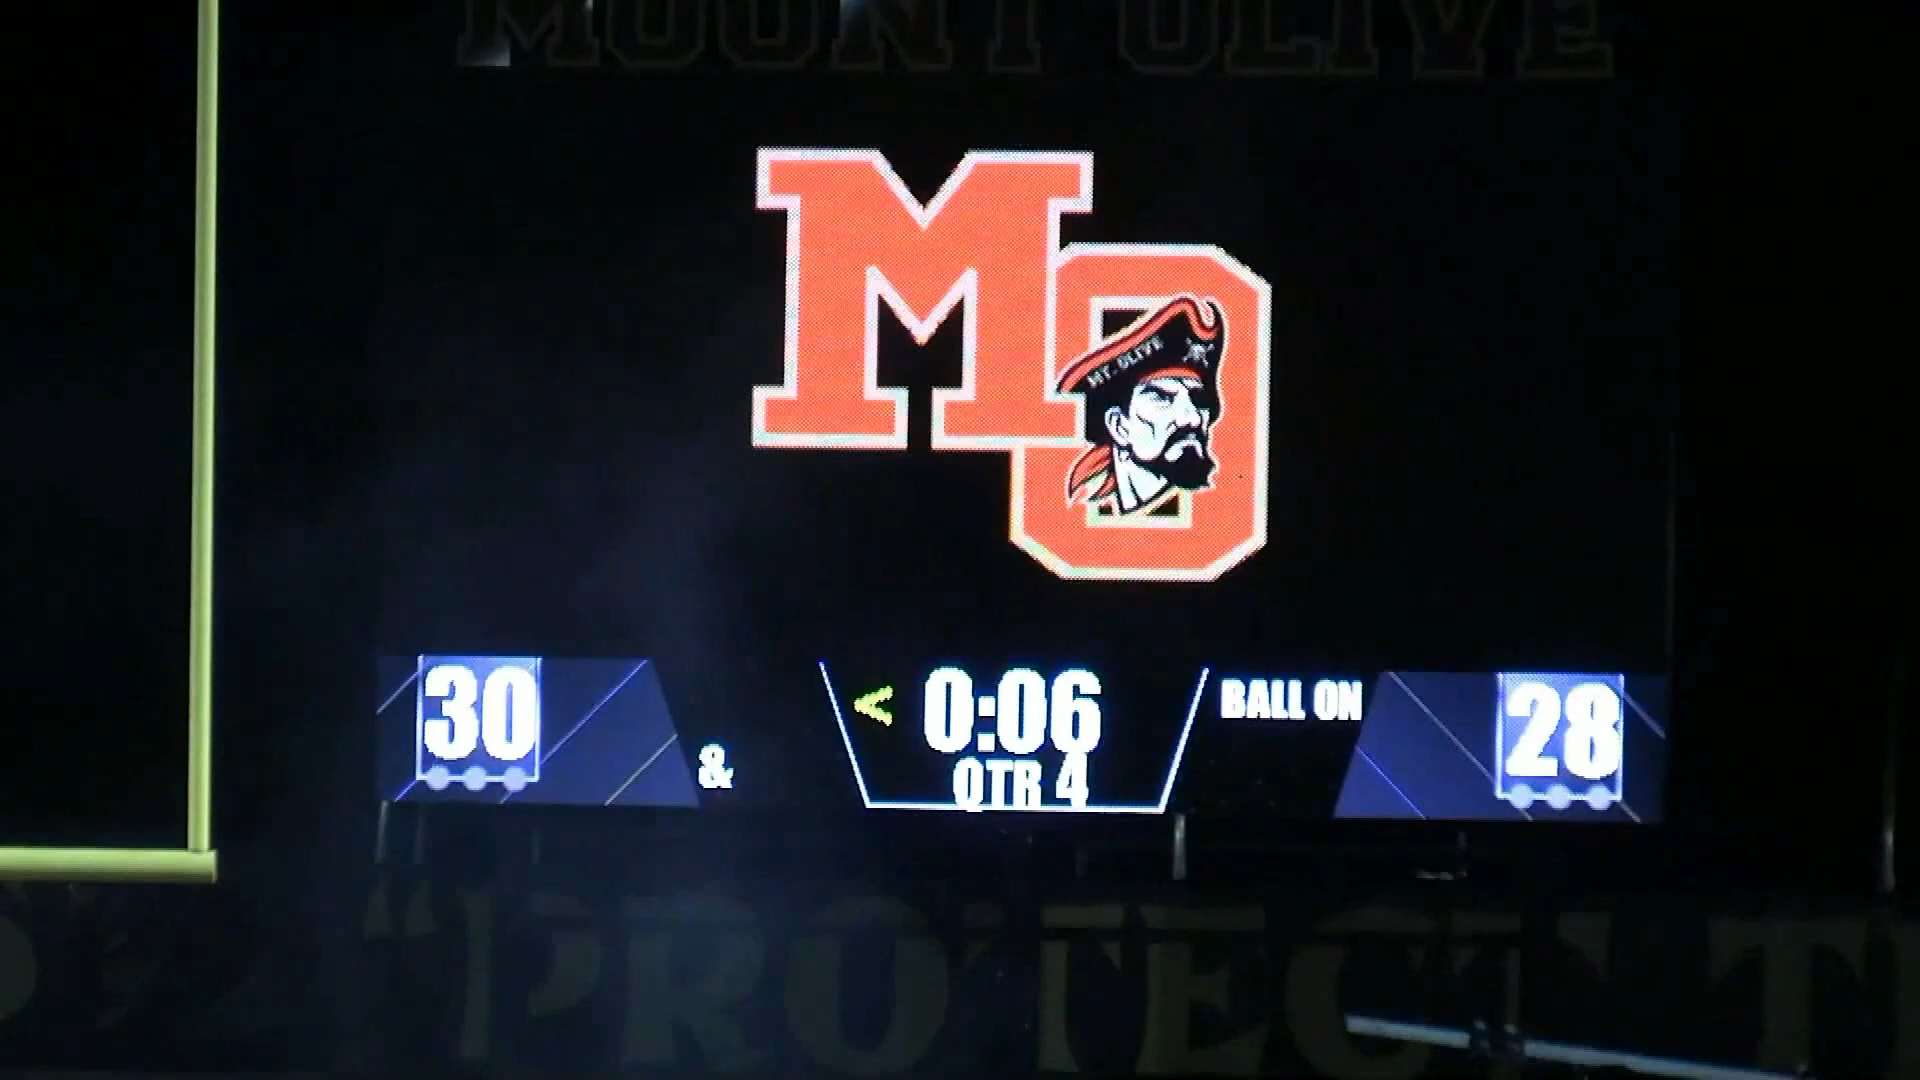 MOUNT OLIVE
MO
MT. OLIVE
30
&
< 0:06
QTR 4
BALL ON
28
"PROTECT